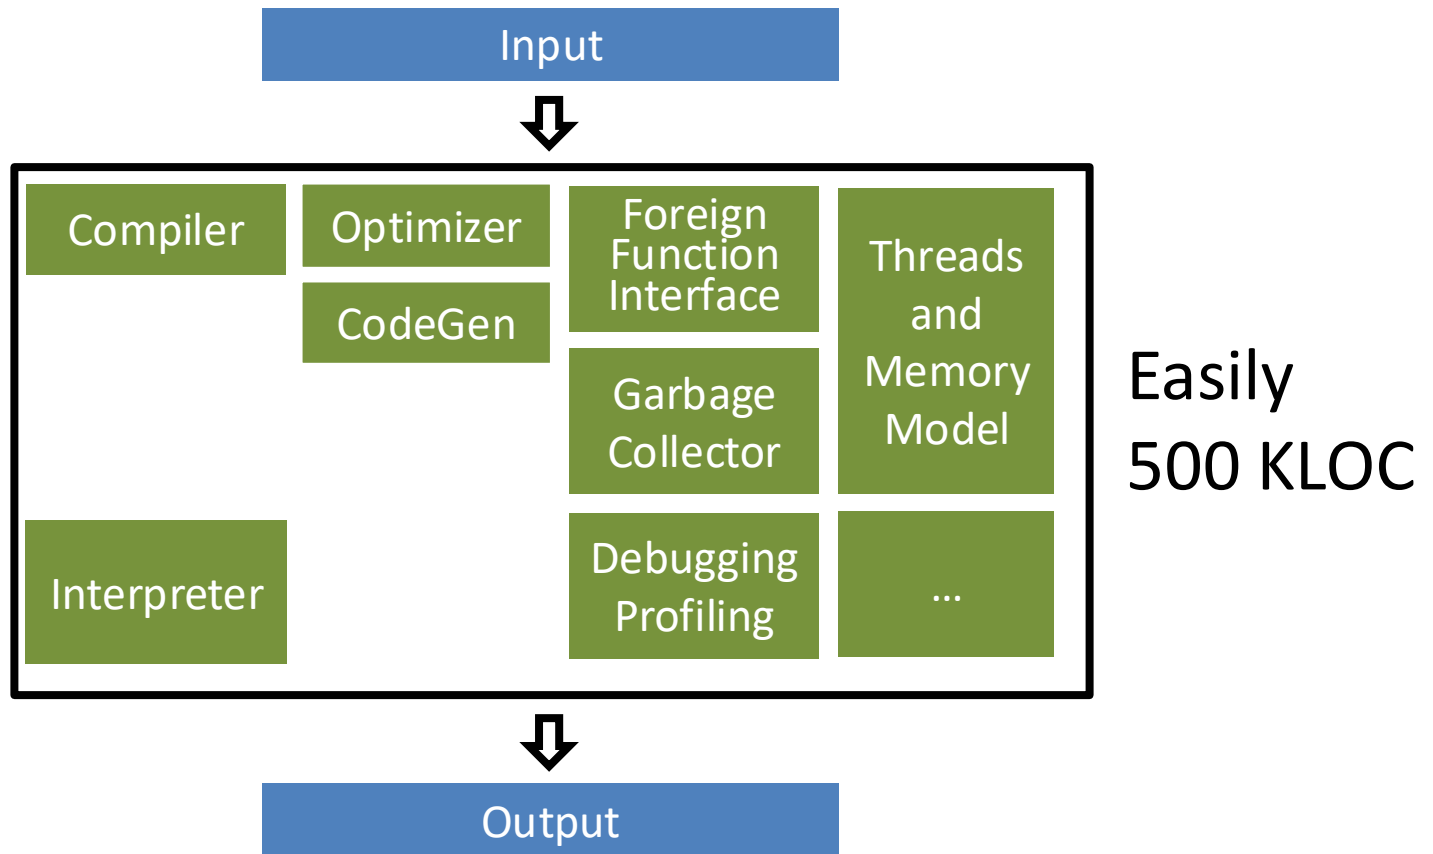 Input
Compiler
Optimizer
CodeGen
Foreign
Function
Interface
Threads
and
Memory
Model
Garbage
Collector
Interpreter
Debugging
Profiling
...
Easily
500 KLOC
Output